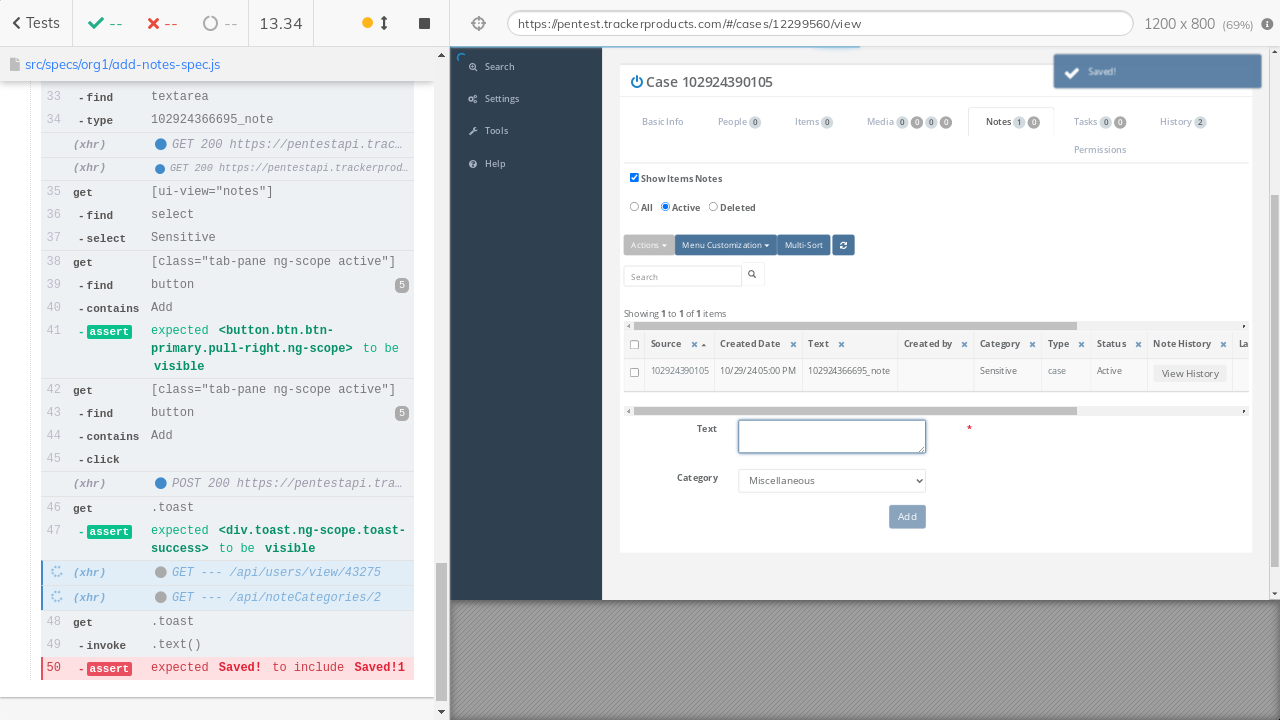 Tests
--
--
--
13.34
https://pentest.trackerproducts.com/#/cases/12299560/view
1200 x 800 (69%)
src/specs/org1/add-notes-spec.js
33 - find textarea
34 - type 102924366695_note
(xhr) GET 200 https://pentestapi.trac…
(xhr) GET 200 https://pentestapi.trackerprod…
35 get [ui-view="notes"]
36 - find select
37 - select Sensitive
38 get [class="tab-pane ng-scope active"]
39 - find button 5
40 - contains Add
41 - assert expected <button.btn.btn-
primary.pull-right.ng-scope> to be
visible
42 get [class="tab-pane ng-scope active"]
43 - find button 5
44 - contains Add
45 - click
(xhr) POST 200 https://pentestapi.tra…
46 get .toast
47 - assert expected <div.toast.ng-scope.toast-
success> to be visible
(xhr) GET --- /api/users/view/43275
(xhr) GET --- /api/noteCategories/2
48 get .toast
49 - invoke .text()
50 - assert expected Saved! to include Saved!1
Search
Settings
Tools
Help
Case 102924390105
Saved!
Basic Info People 0 Items 0 Media 0 0 0 0 Notes 1 0 Tasks 0 0 History 2
Permissions
Show Items Notes
All Active Deleted
Actions Menu Customization Multi-Sort
Search
Showing 1 to 1 of 1 items
Source Created Date Text Created by Category Type Status Note History La
102924390105 10/29/24 05:00 PM 102924366695_note Sensitive case Active View History
Text *
Category Miscellaneous
Add